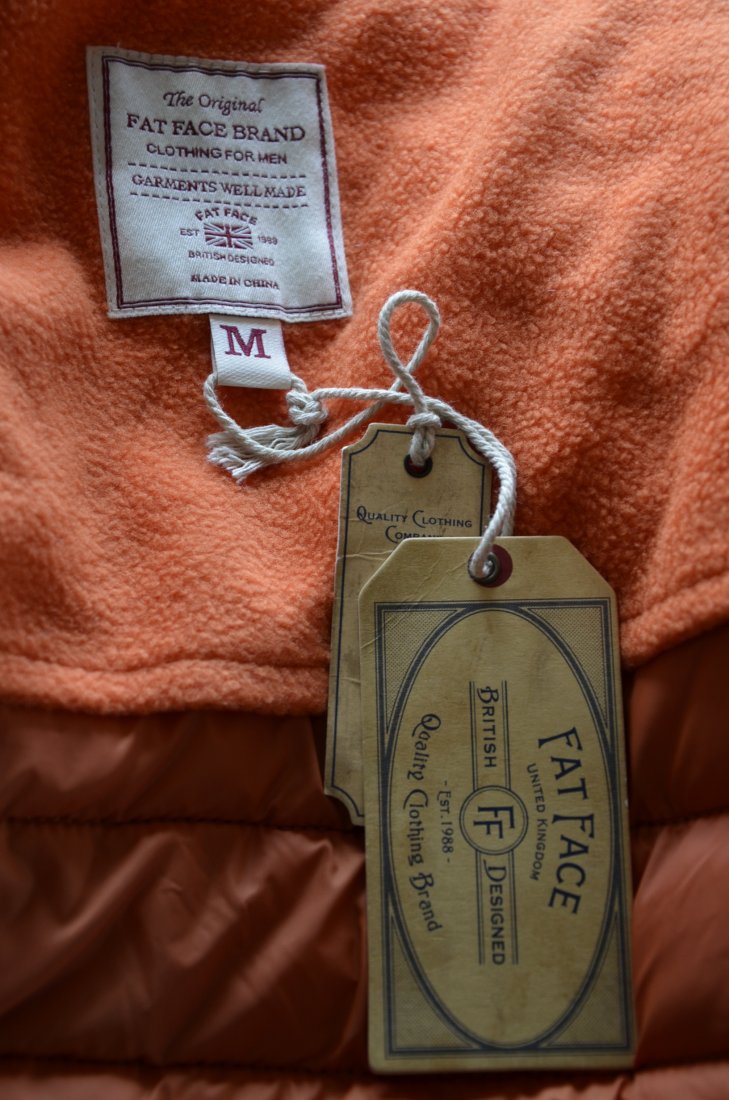 The Original
FAT FACE BRAND
CLOTHING FOR MEN
GARMENTS WELL MADE
FAT FACE
EST 1988
BRITISH DESIGNED
MADE IN CHINA
M
QUALITY CLOTHING
COMPANY
FAT FACE
UNITED KINGDOM
BRITISH FF DESIGNED
- EST. 1988 -
Quality Clothing Brand